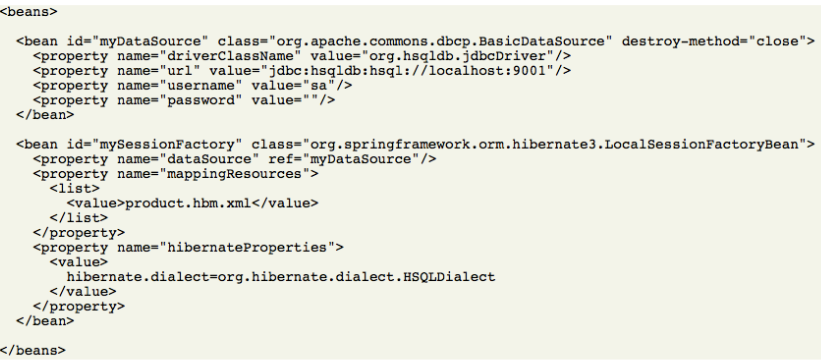 <beans>
<bean id="myDataSource" class="org.apache.commons.dbcp.BasicDataSource" destroy-method="close">
<property name="driverClassName" value="org.hsqldb.jdbcDriver"/>
<property name="url" value="jdbc:hsqldb:hsql://localhost:9001"/>
<property name="username" value="sa"/>
<property name="password" value=""/>
</bean>
<bean id="mySessionFactory" class="org.springframework.orm.hibernate3.LocalSessionFactoryBean">
<property name="dataSource" ref="myDataSource"/>
<property name="mappingResources">
<list>
<value>product.hbm.xml</value>
</list>
</property>
<property name="hibernateProperties">
<value>
hibernate.dialect=org.hibernate.dialect.HSQLDialect
</value>
</property>
</bean>
</beans>